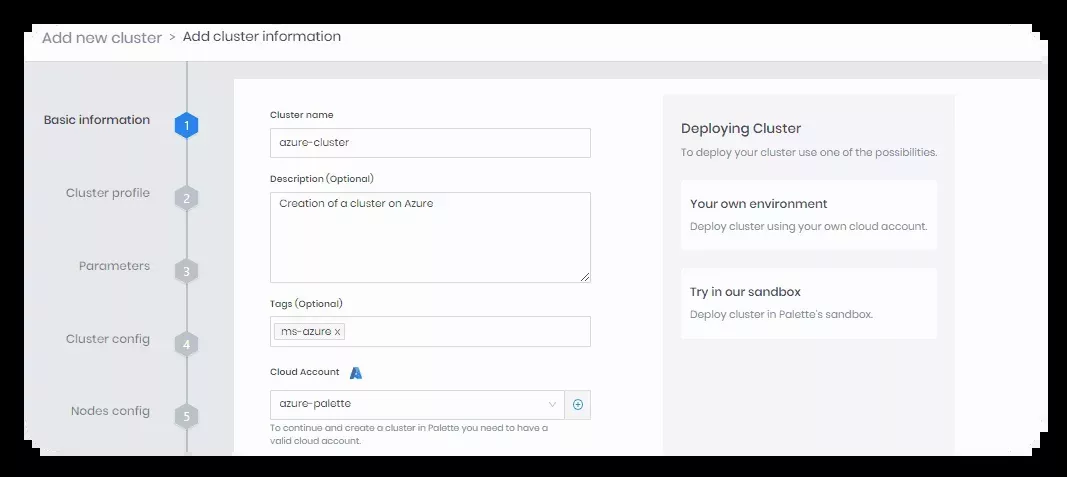 Add new cluster > Add cluster information
Basic information
1
Cluster profile
2
Parameters
3
Cluster config
4
Nodes config
5
Cluster name
azure-cluster
Description (Optional)
Creation of a cluster on Azure
Tags (Optional)
ms-azure x
Cloud Account
azure-palette
To continue and create a cluster in Palette you need to have a
valid cloud account.
Deploying Cluster
To deploy your cluster use one of the possibilities.
Your own environment
Deploy cluster using your own cloud account.
Try in our sandbox
Deploy cluster in Palette's sandbox.